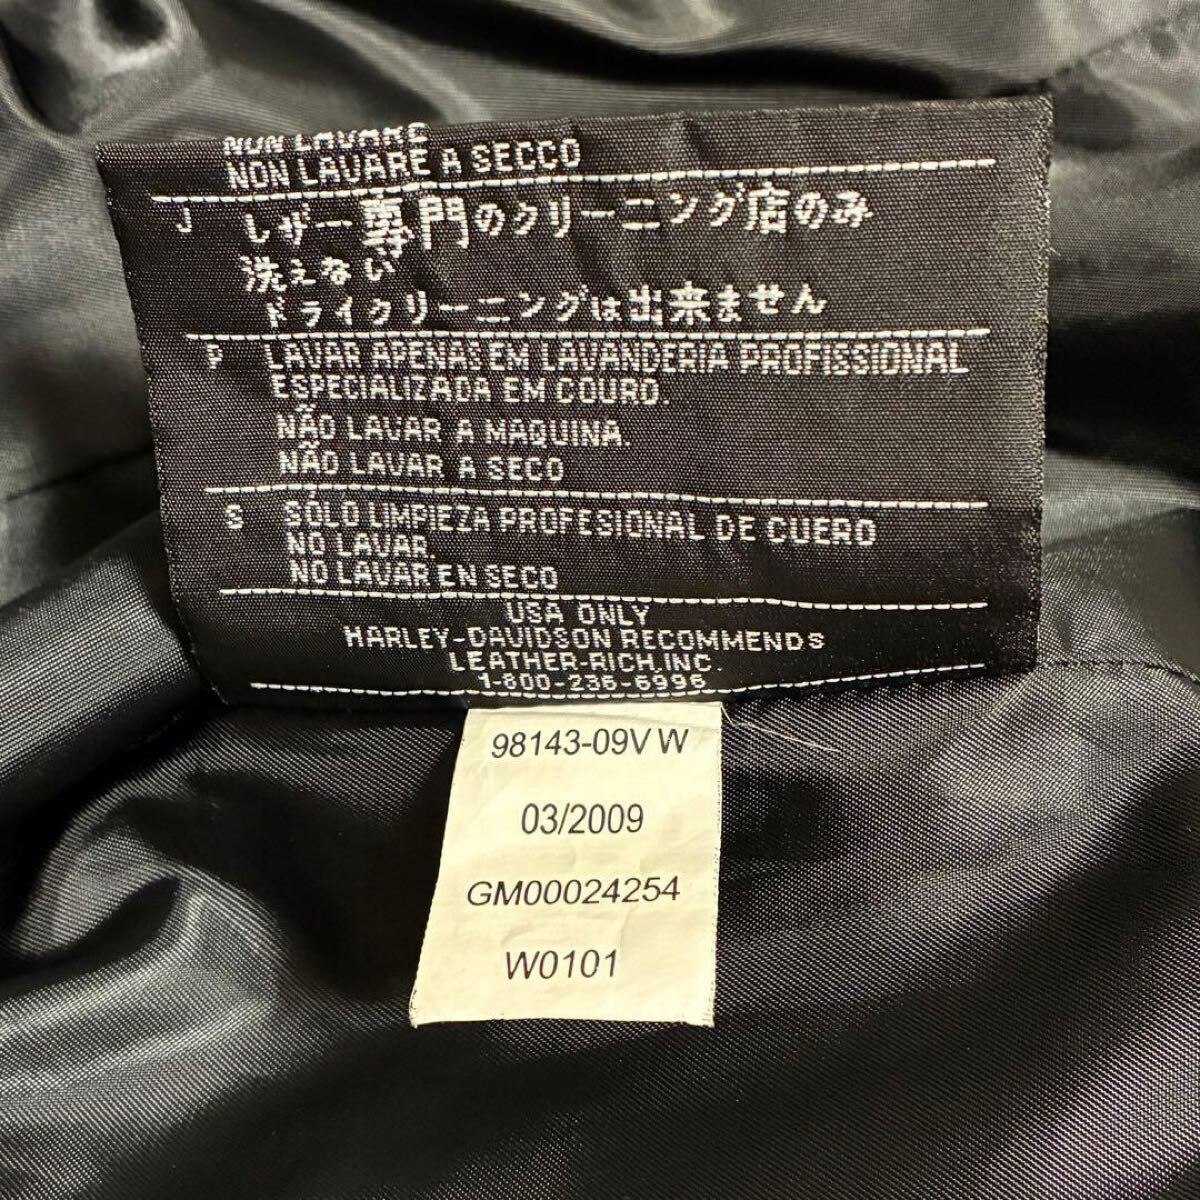 NON LAVARE
NON LAVARE A SECCO
J レザー専門のクリーニング店のみ
洗えない
ドライクリーニングは出来ません
P LAVAR APENAS EM LAVANDERIA PROFISSIONAL
ESPECIALIZADA EM COURO.
NÃO LAVAR A MAQUINA
NÃO LAVAR A SECO
S SÓLO LIMPIEZA PROFESIONAL DE CUERO
NO LAVAR
NO LAVAR EN SECO
USA ONLY
HARLEY-DAVIDSON RECOMMENDS
LEATHER-RICH,INC.
1-800-236-6996
98143-09V W
03/2009
GM00024254
W0101